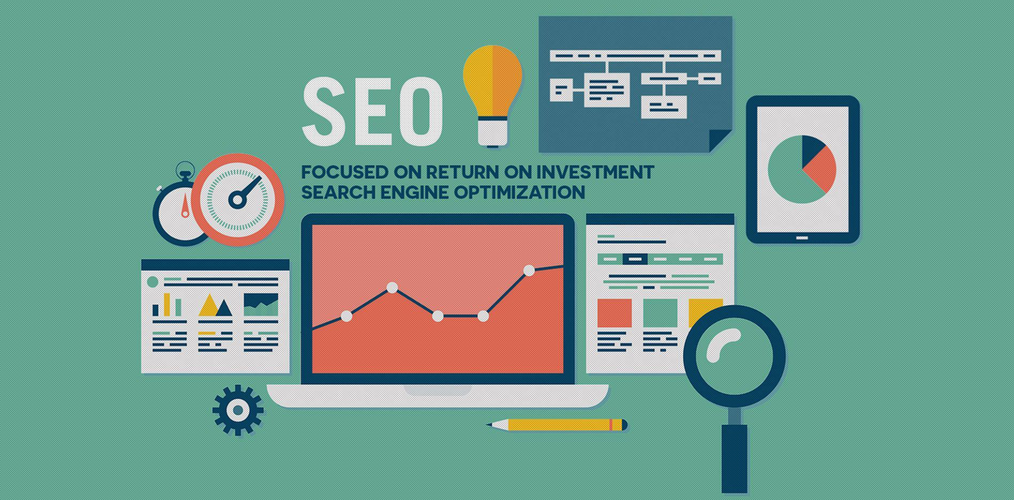 SEO
FOCUSED ON RETURN ON INVESTMENT
SEARCH ENGINE OPTIMIZATION